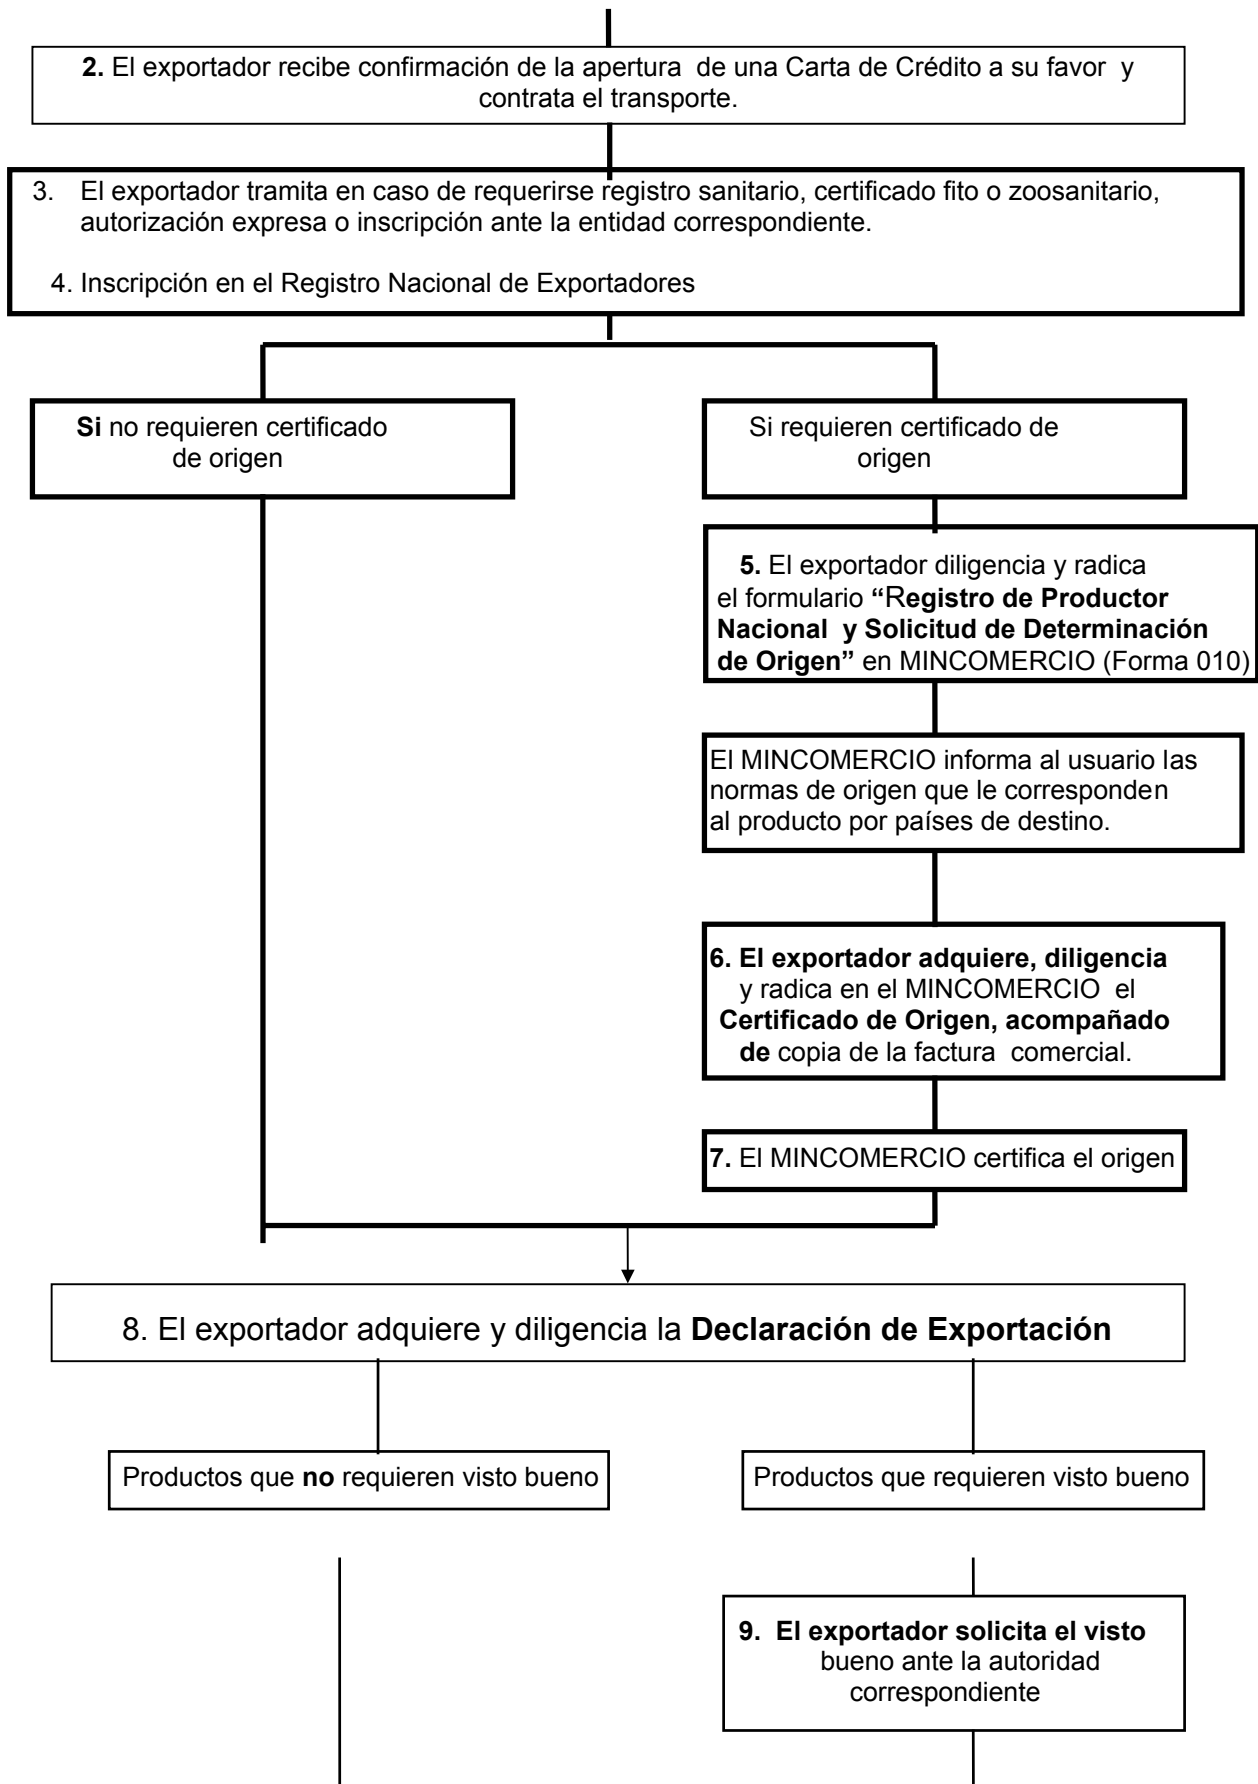 2. El exportador recibe confirmación de la apertura de una Carta de Crédito a su favor y
contrata el transporte.
3. El exportador tramita en caso de requerirse registro sanitario, certificado fito o zoosanitario,
autorización expresa o inscripción ante la entidad correspondiente.
4. Inscripción en el Registro Nacional de Exportadores
Si no requieren certificado
de origen
Si requieren certificado de
origen
5. El exportador diligencia y radica
el formulario “Registro de Productor
Nacional y Solicitud de Determinación
de Origen” en MINCOMERCIO (Forma 010)
El MINCOMERCIO informa al usuario las
normas de origen que le corresponden
al producto por países de destino.
6. El exportador adquiere, diligencia
y radica en el MINCOMERCIO el
Certificado de Origen, acompañado
de copia de la factura comercial.
7. El MINCOMERCIO certifica el origen
8. El exportador adquiere y diligencia la Declaración de Exportación
Productos que no requieren visto bueno
Productos que requieren visto bueno
9. El exportador solicita el visto
bueno ante la autoridad
correspondiente